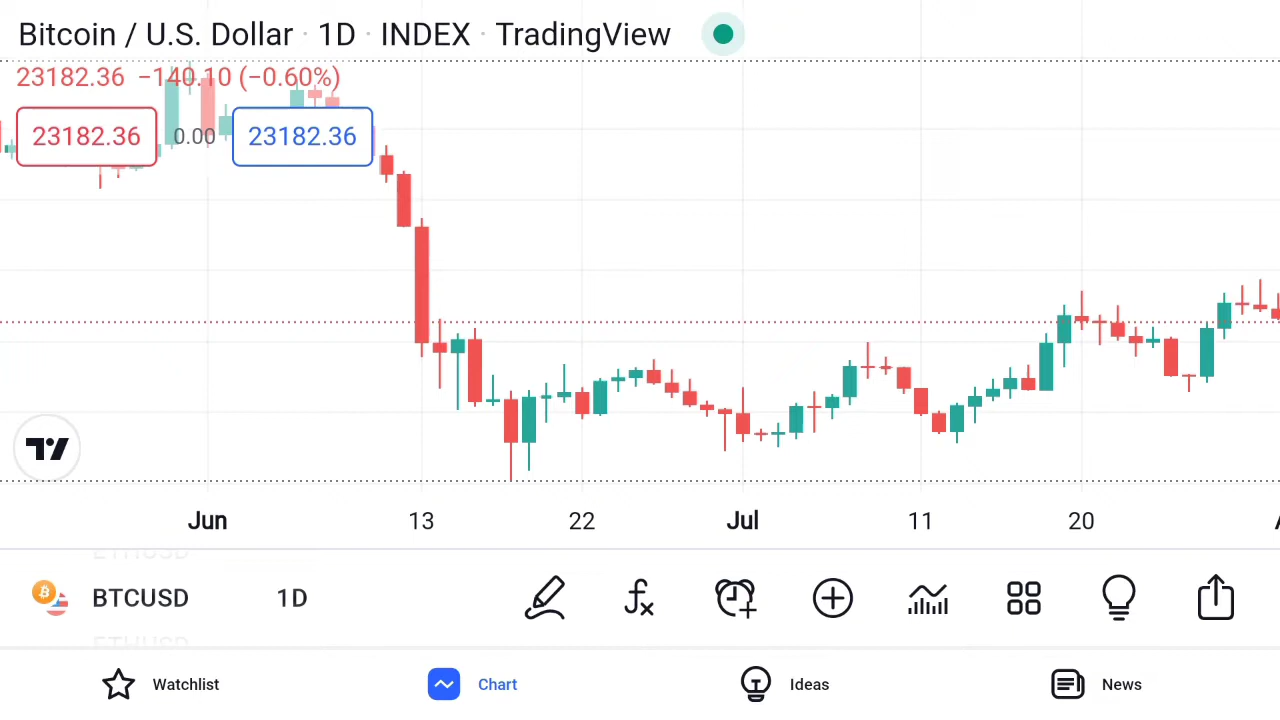 Bitcoin / U.S. Dollar · 1D · INDEX · TradingView
23182.36 −140.10 (−0.60%)
23182.36 0.00 23182.36
Jun 13 22 Jul 11 20
BTCUSD 1D
Watchlist Chart Ideas News